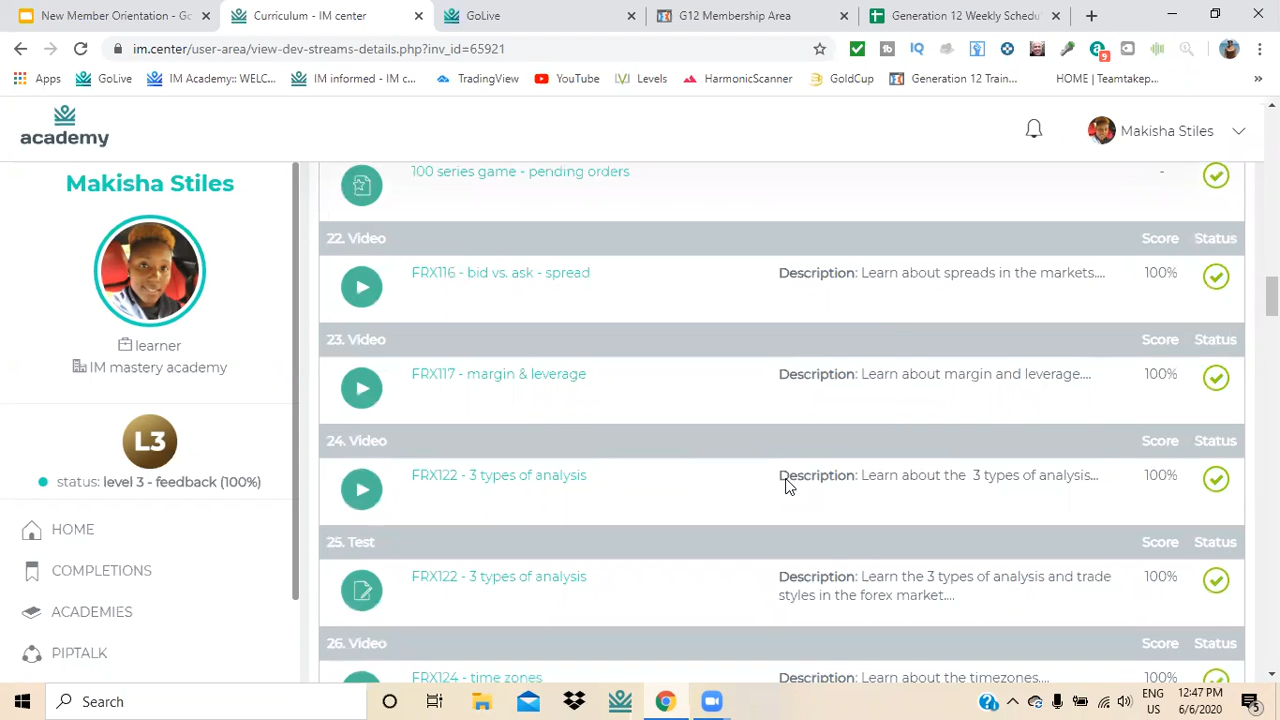 New Member Orientation - Go
Curriculum - IM center
GoLive
G12 Membership Area
Generation 12 Weekly Schedu
im.center/user-area/view-dev-streams-details.php?inv_id=65921
Apps
GoLive
IM Academy:: WELC...
IM informed - IM c...
TradingView
YouTube
Levels
HarmonicScanner
GoldCup
Generation 12 Train...
HOME | Teamtakep...
academy
Makisha Stiles
Makisha Stiles
learner
IM mastery academy
L3
status: level 3 - feedback (100%)
HOME
COMPLETIONS
ACADEMIES
PIPTALK
100 series game - pending orders -
22. Video Score Status
FRX116 - bid vs. ask - spread Description: Learn about spreads in the markets.... 100%
23. Video Score Status
FRX117 - margin & leverage Description: Learn about margin and leverage.... 100%
24. Video Score Status
FRX122 - 3 types of analysis Description: Learn about the 3 types of analysis... 100%
25. Test Score Status
FRX122 - 3 types of analysis Description: Learn the 3 types of analysis and trade 100%
styles in the forex market....
26. Video Score Status
FRX124 - time zones Description: Learn about the timezones.... 100%
Search
ENG
US
12:47 PM
6/6/2020
5